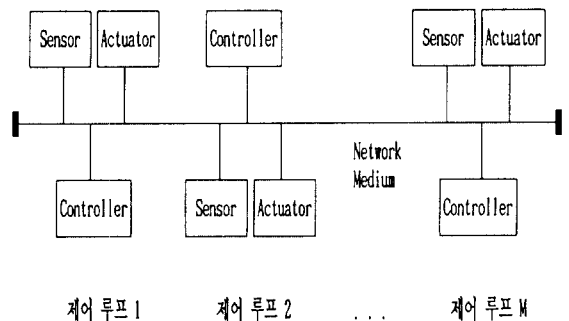 Sensor Actuator Controller Sensor Actuator
Network
Medium
Controller Sensor Actuator Controller
제어 루프 1 제어 루프 2 . . . 제어 루프 M